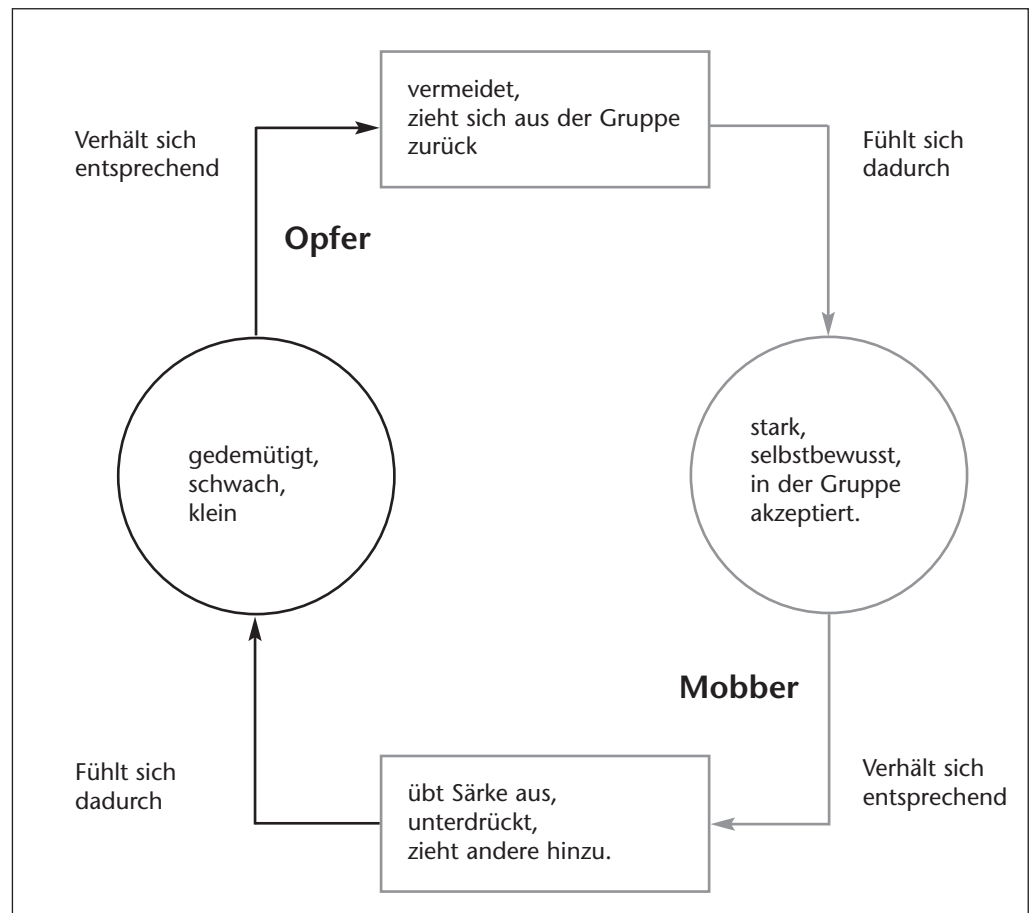 vermeidet,
zieht sich aus der Gruppe
zurück
Verhält sich
entsprechend
Fühlt sich
dadurch
Opfer
gedemütigt,
schwach,
klein
stark,
selbstbewusst,
in der Gruppe
akzeptiert.
Mobber
Fühlt sich
dadurch
übt Särke aus,
unterdrückt,
zieht andere hinzu.
Verhält sich
entsprechend